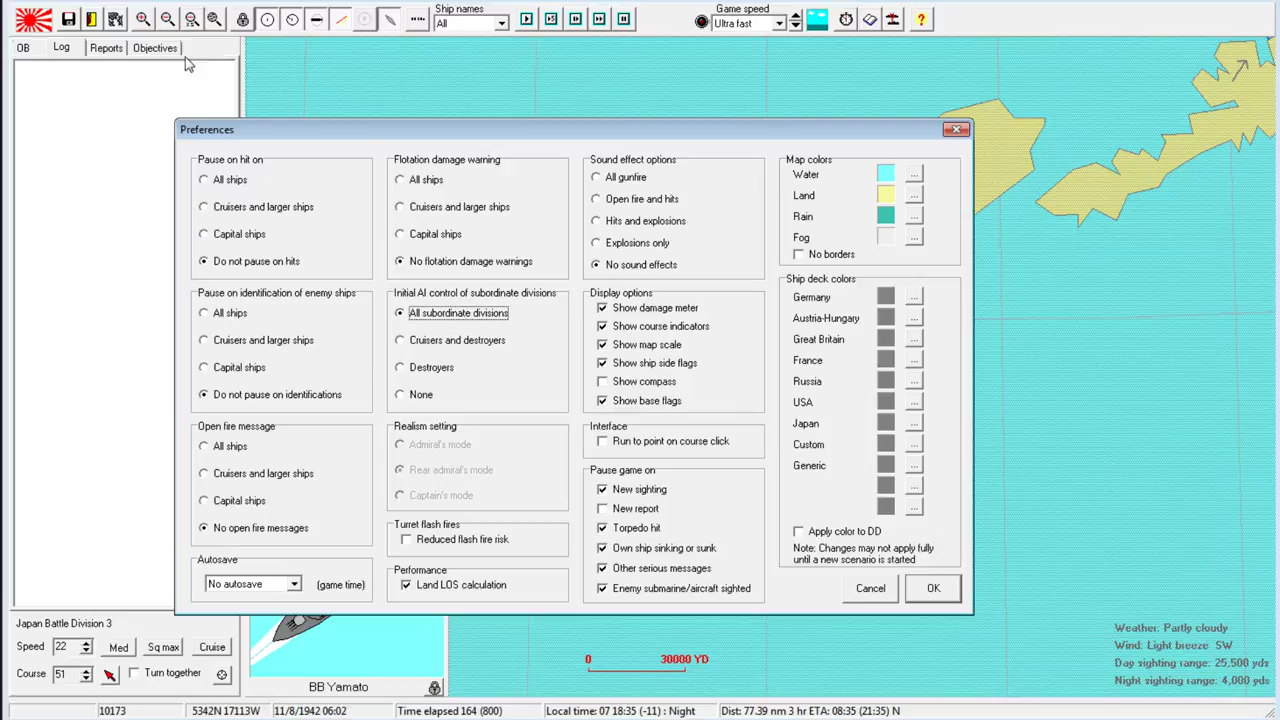 Ship names
All
Game speed
Ultra fast
?
OB
Log
Reports
Objectives
Preferences
Pause on hit on
All ships
Cruisers and larger ships
Capital ships
Do not pause on hits
Pause on identification of enemy ships
All ships
Cruisers and larger ships
Capital ships
Do not pause on identifications
Open fire message
All ships
Cruisers and larger ships
Capital ships
No open fire messages
Autosave
No autosave
(game time)
Flotation damage warning
All ships
Cruisers and larger ships
Capital ships
No flotation damage warnings
Initial AI control of subordinate divisions
All subordinate divisions
Cruisers and destroyers
Destroyers
None
Realism setting
Admiral's mode
Rear admiral's mode
Captain's mode
Turret flash fires
Reduced flash fire risk
Performance
Land LOS calculation
Sound effect options
All gunfire
Open fire and hits
Hits and explosions
Explosions only
No sound effects
Display options
Show damage meter
Show course indicators
Show map scale
Show ship side flags
Show compass
Show base flags
Interface
Run to point on course click
Pause game on
New sighting
New report
Torpedo hit
Own ship sinking or sunk
Other serious messages
Enemy submarine/aircraft sighted
Map colors
Water ...
Land ...
Rain ...
Fog ...
No borders
Ship deck colors
Germany ...
Austria-Hungary ...
Great Britain ...
France ...
Russia ...
USA ...
Japan ...
Custom ...
Generic ...
...
...
Apply color to DD
Note: Changes may not apply fully
until a new scenario is started
Cancel
OK
Japan Battle Division 3
Speed 22 Med Sq max Cruise
Course 51 Turn together
BB Yamato
0 30000 YD
Weather: Partly cloudy
Wind: Light breeze SW
Day sighting range: 25,500 yds
Night sighting range: 4,000 yds
10173
5342N 17113W
11/8/1942 06:02
Time elapsed 164 (800)
Local time: 07 18:35 (-11) : Night
Dist: 77.39 nm 3 hr ETA: 08:35 (21:35) N